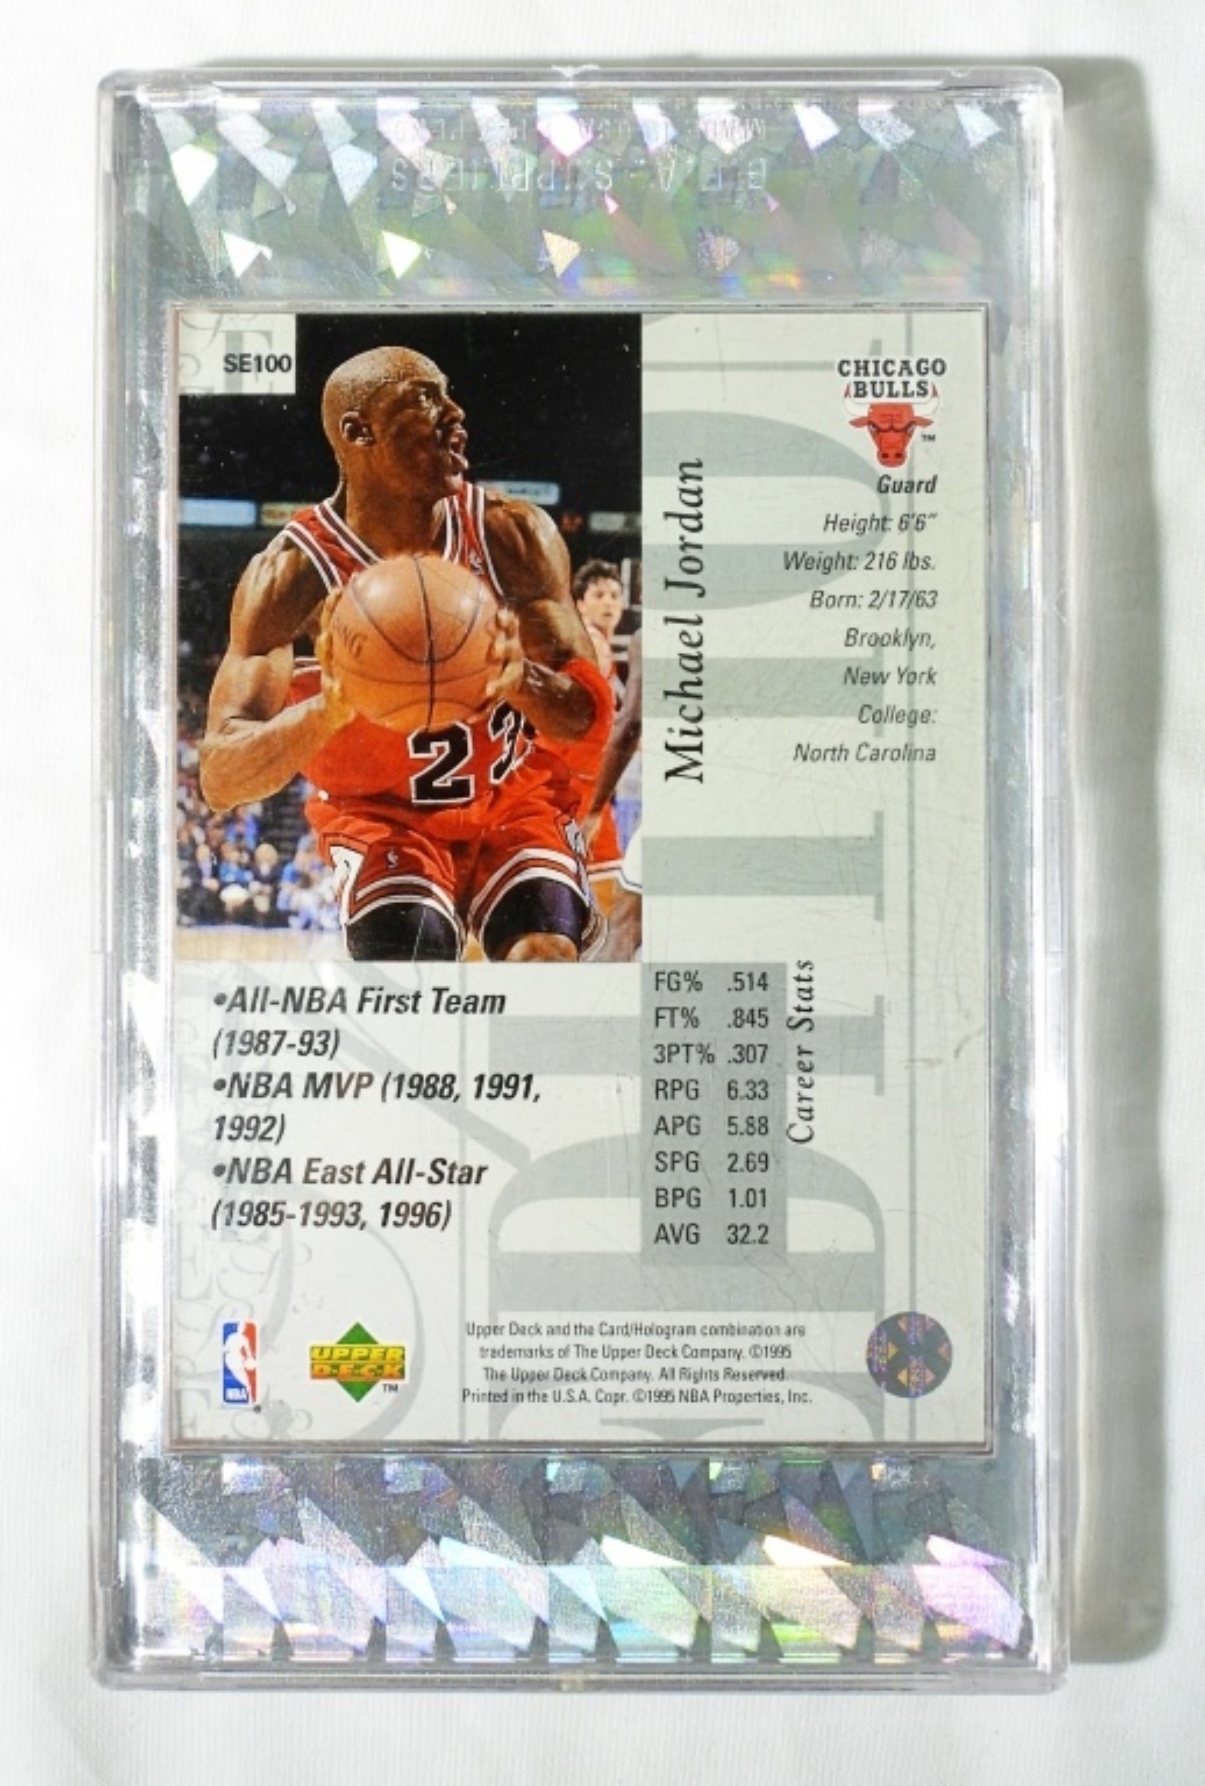 SE100
CHICAGO
BULLS
TM
Guard
Height: 6'6"
Weight: 216 lbs.
Born: 2/17/63
Brooklyn,
New York
College:
North Carolina
Michael Jordan
23
•All-NBA First Team
(1987-93)
•NBA MVP (1988, 1991,
1992)
•NBA East All-Star
(1985-1993, 1996)
FG% .514
FT% .845
3PT% .307
RPG 6.33
APG 5.88
SPG 2.69
BPG 1.01
AVG 32.2
Career Stats
NBA
UPPER
DECK
TM
Upper Deck and the Card/Hologram combination are
trademarks of The Upper Deck Company. ©1995
The Upper Deck Company. All Rights Reserved.
Printed in the U.S.A. Copr. ©1995 NBA Properties, Inc.